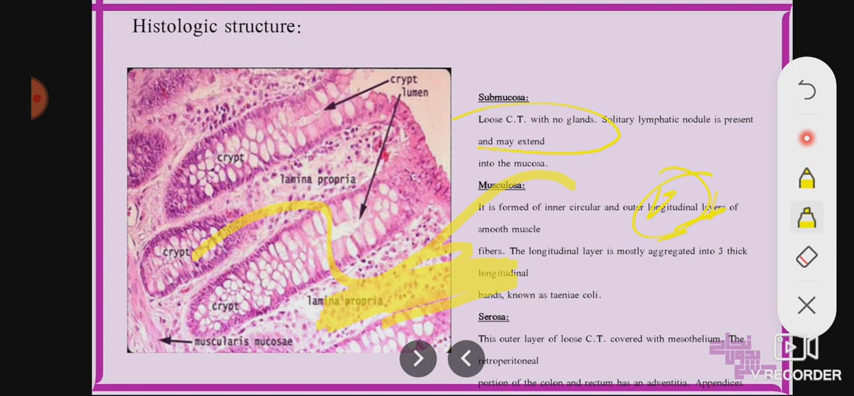 Histologic structure:
crypt
lumen
crypt
lamina propria
crypt
crypt
lamina propria
muscularis mucosae
Submucosa:
Loose C.T. with no glands. Solitary lymphatic nodule is present
and may extend
into the mucosa.
Musculosa:
It is formed of inner circular and outer longitudinal layers of
smooth muscle
fibers. The longitudinal layer is mostly aggregated into 3 thick
longitudinal
bands, known as taeniae coli.
Serosa:
This outer layer of loose C.T. covered with mesothelium. The
retroperitoneal
portion of the colon and rectum has an adventitia. Appendices
V RECORDER